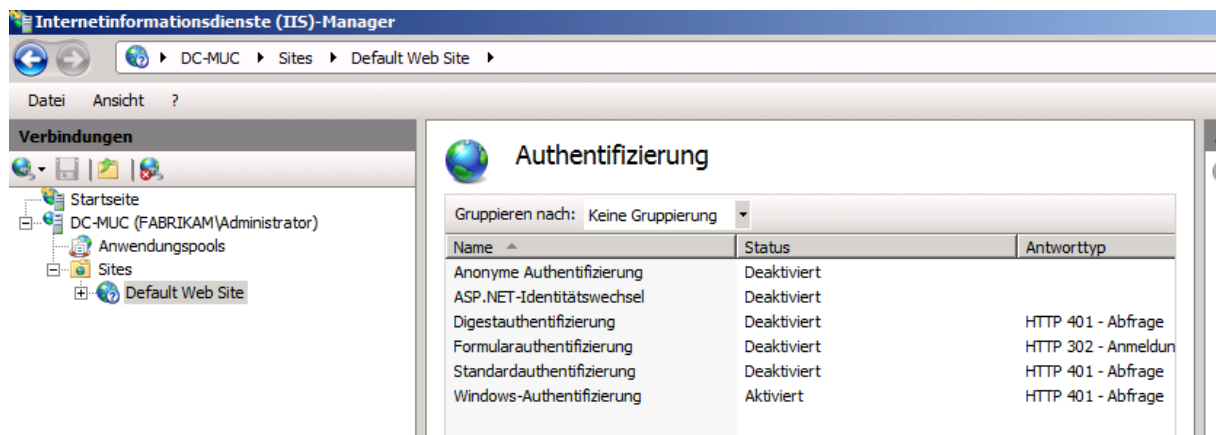 Internetinformationsdienste (IIS)-Manager
DC-MUC Sites Default Web Site
Datei Ansicht ?
Verbindungen
Startseite
DC-MUC (FABRIKAM\Administrator)
Anwendungspools
Sites
Default Web Site
Authentifizierung
Gruppieren nach: Keine Gruppierung
Name Status Antworttyp
Anonyme Authentifizierung Deaktiviert
ASP.NET-Identitätswechsel Deaktiviert
Digestauthentifizierung Deaktiviert HTTP 401 - Abfrage
Formularauthentifizierung Deaktiviert HTTP 302 - Anmeldun
Standardauthentifizierung Deaktiviert HTTP 401 - Abfrage
Windows-Authentifizierung Aktiviert HTTP 401 - Abfrage